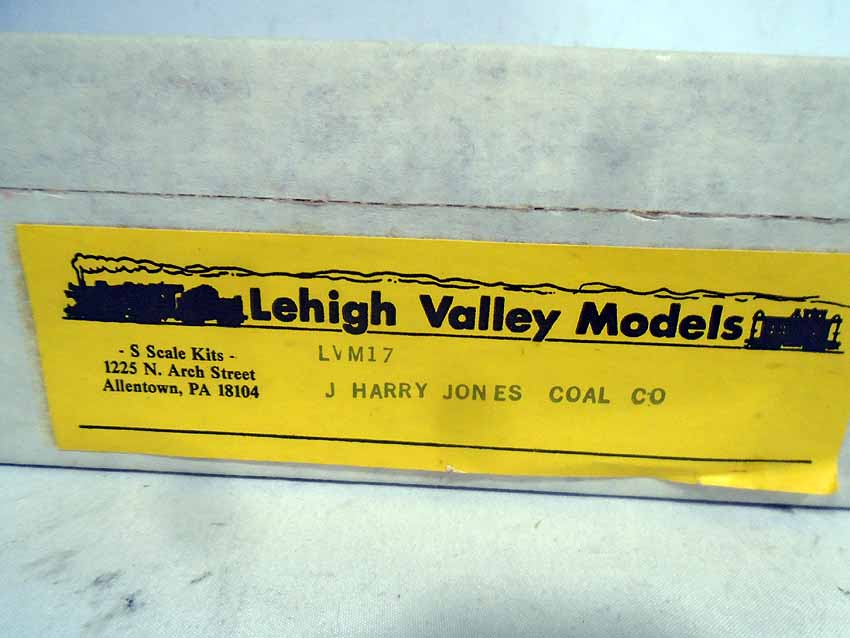 Lehigh Valley Models
- S Scale Kits -
1225 N. Arch Street
Allentown, PA 18104
LVM17
J HARRY JONES COAL CO